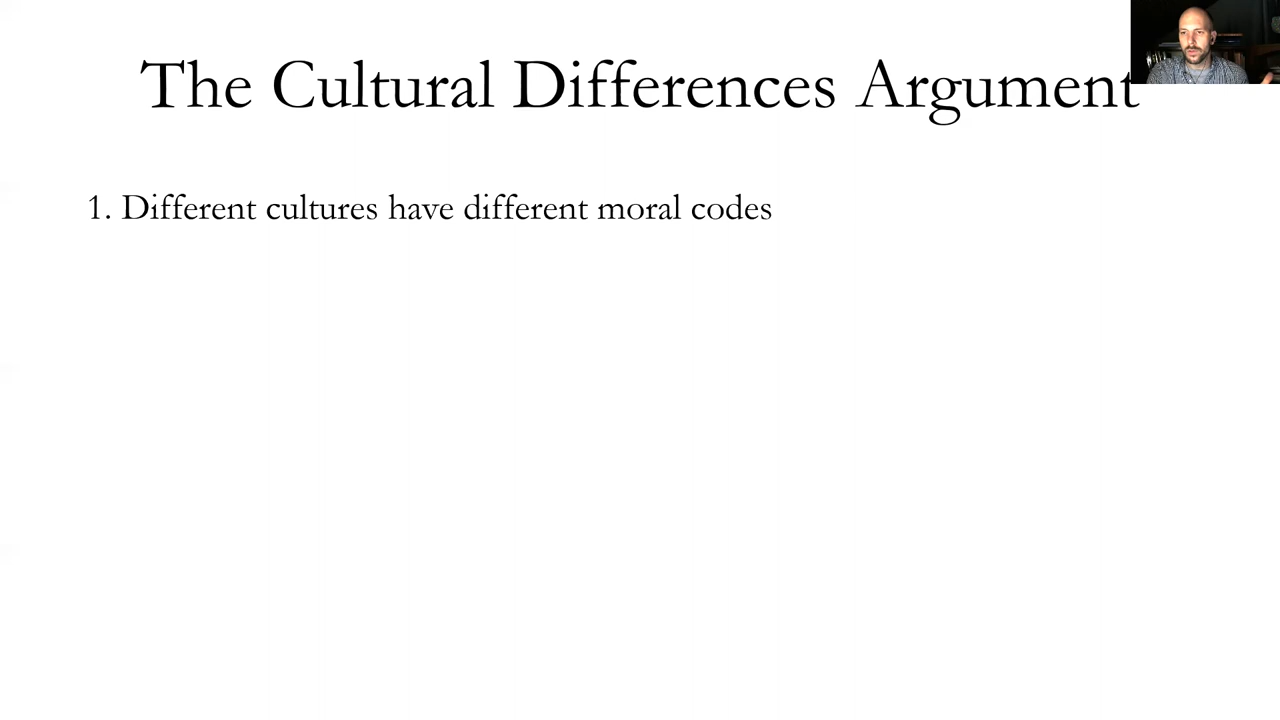 The Cultural Differences Argument
1. Different cultures have different moral codes